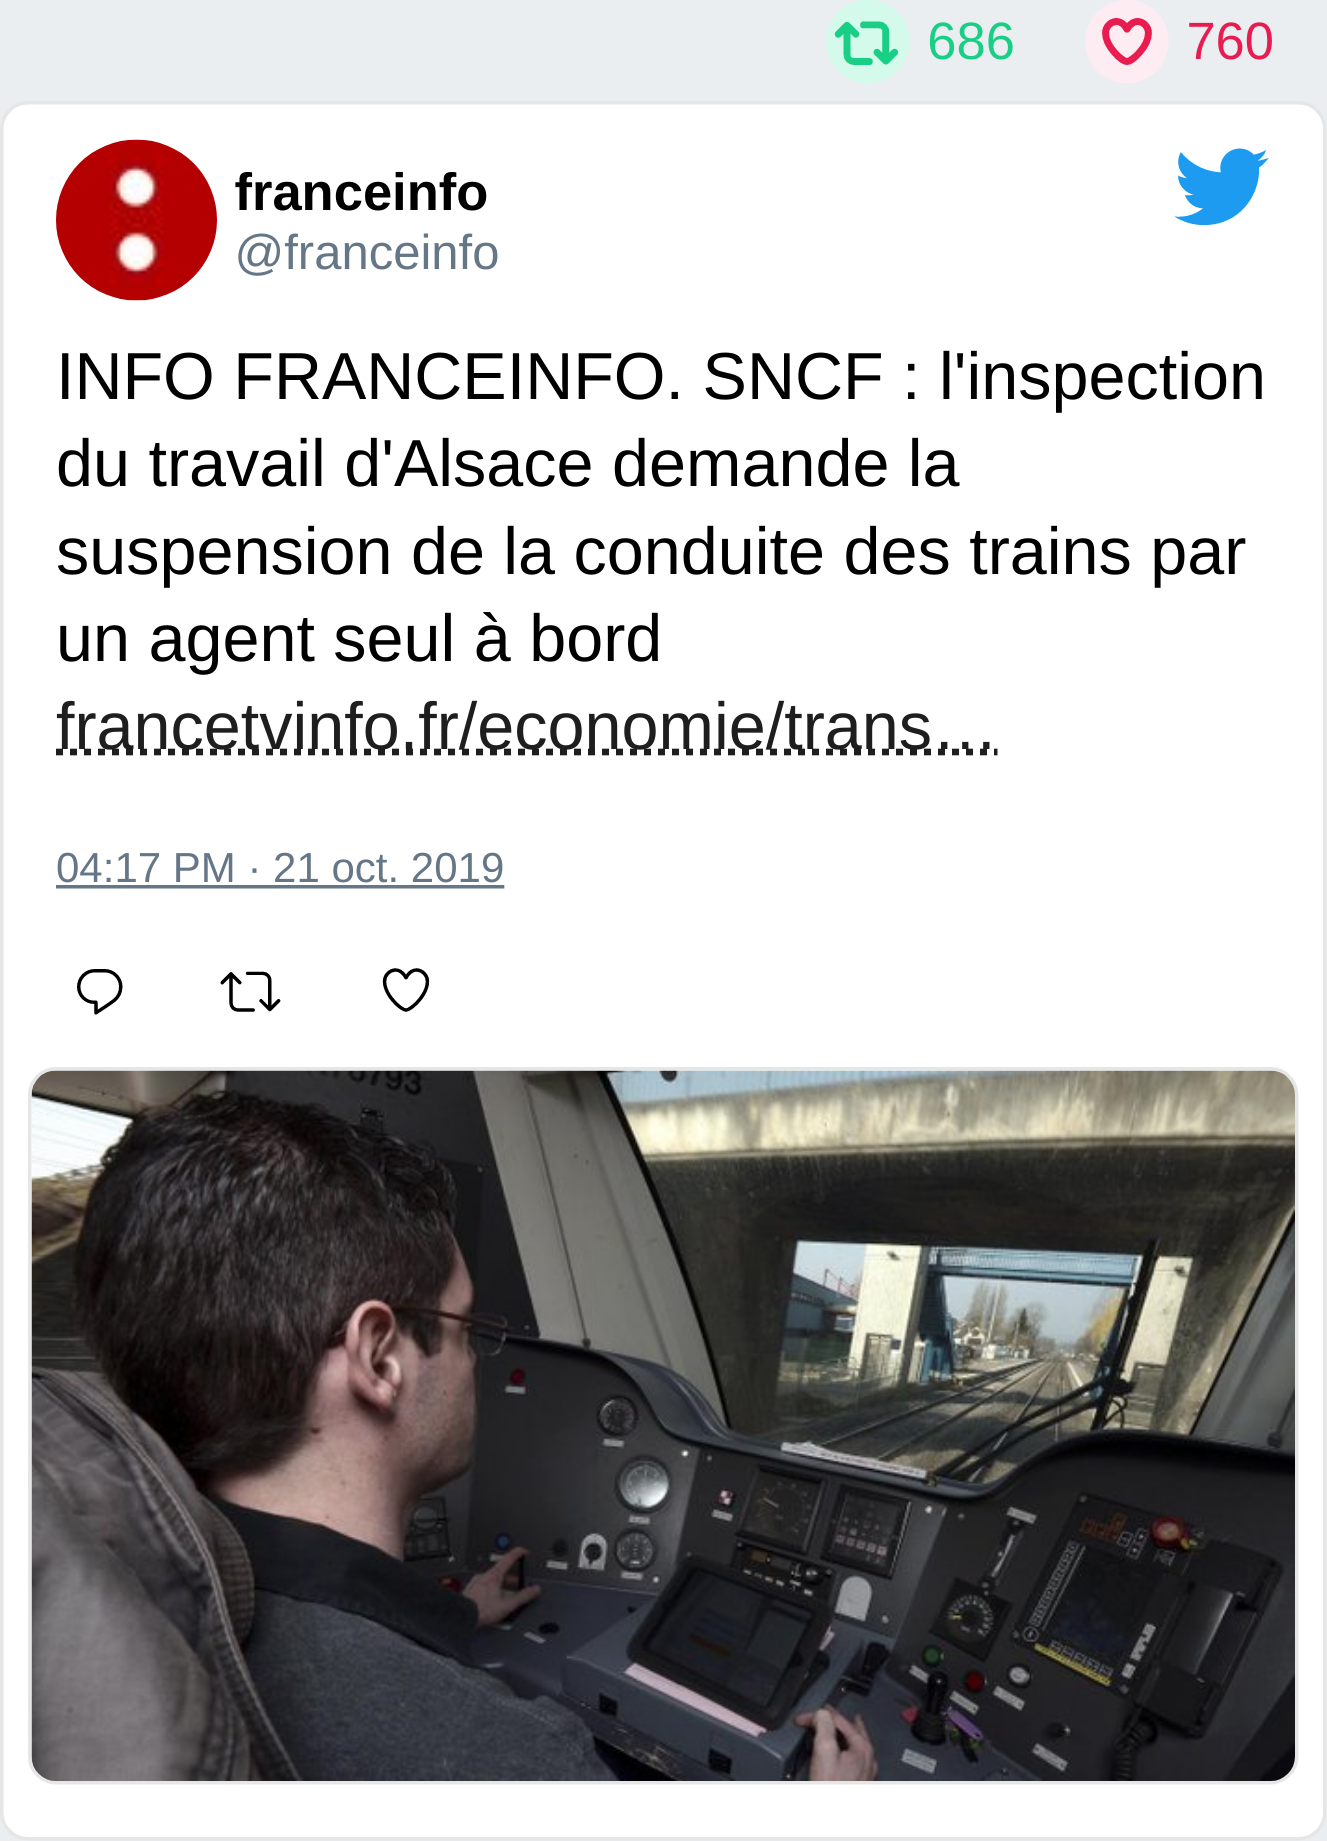 686 760
franceinfo
@franceinfo
INFO FRANCEINFO. SNCF : l'inspection
du travail d'Alsace demande la
suspension de la conduite des trains par
un agent seul à bord
francetvinfo.fr/economie/trans…
04:17 PM · 21 oct. 2019